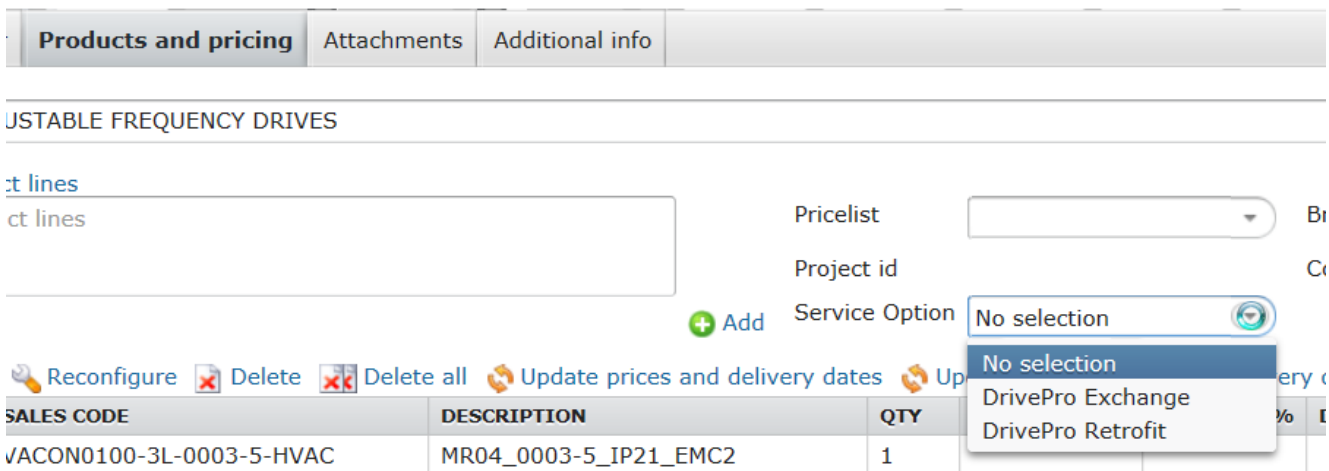 Products and pricing Attachments Additional info
USTABLE FREQUENCY DRIVES
ct lines
ct lines
Pricelist
Project id
Service Option No selection
Add
No selection
DrivePro Exchange
DrivePro Retrofit
Reconfigure Delete Delete all Update prices and delivery dates Up ery
SALES CODE DESCRIPTION QTY %
VACON0100-3L-0003-5-HVAC MR04_0003-5_IP21_EMC2 1